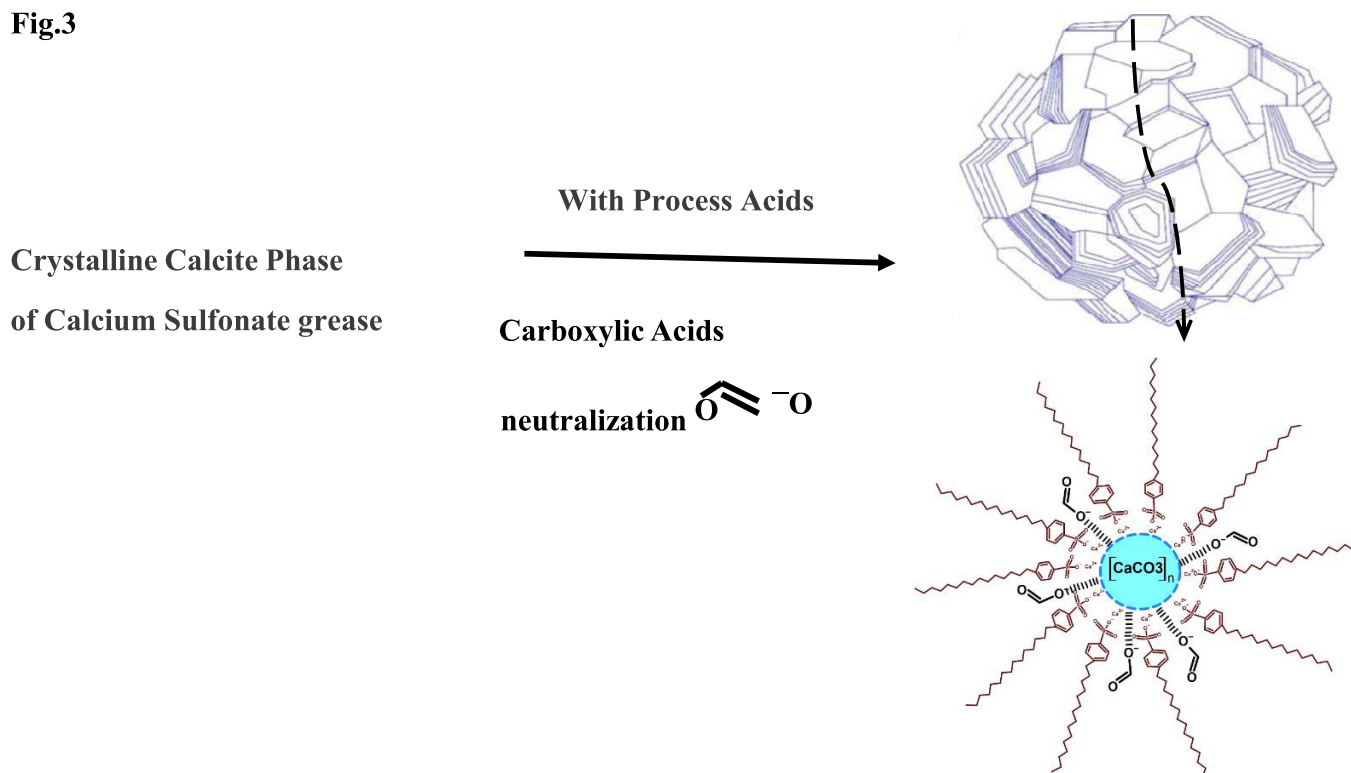 Fig.3
With Process Acids
Crystalline Calcite Phase
of Calcium Sulfonate grease
Carboxylic Acids
neutralization O ⁻O
O
O⁻
O⁻
O
[CaCO3]n
O
O
O⁻
O⁻
O
O